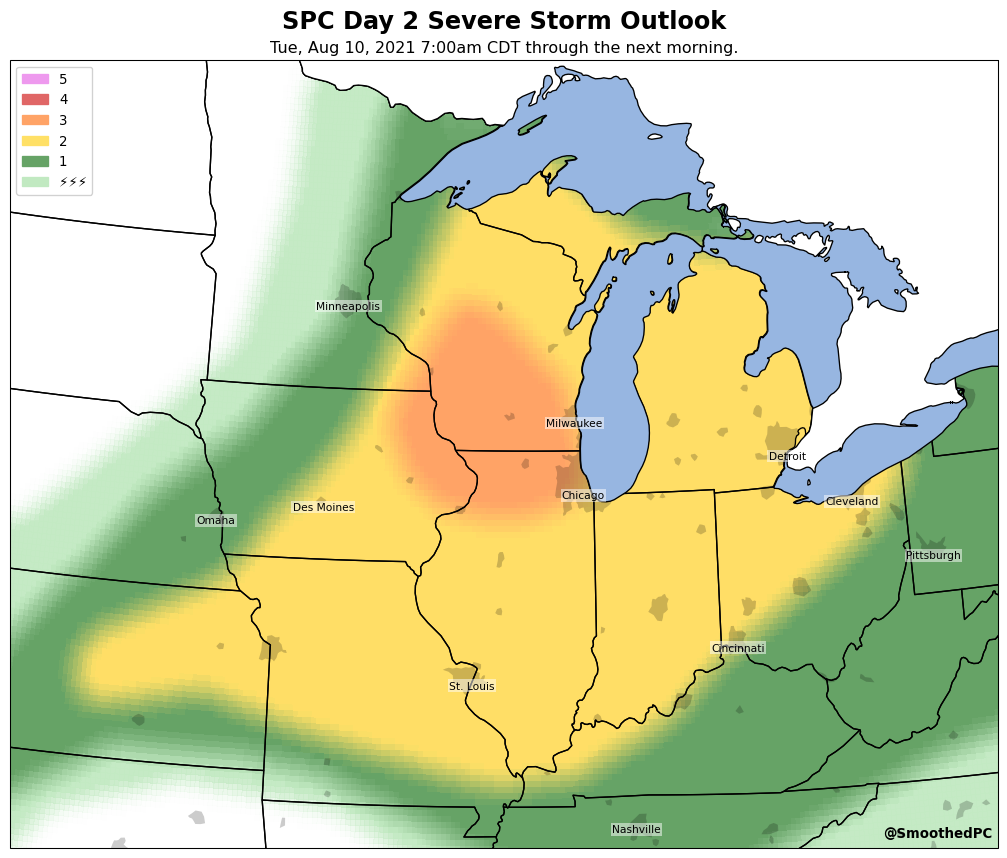 SPC Day 2 Severe Storm Outlook
Tue, Aug 10, 2021 7:00am CDT through the next morning.
5
4
3
2
1
⚡⚡⚡
Minneapolis
Milwaukee
Detroit
Chicago
Cleveland
Des Moines
Omaha
Pittsburgh
Cincinnati
St. Louis
Nashville
@SmoothedPC